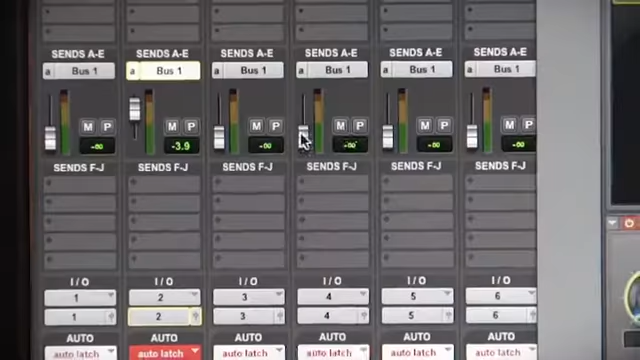 SENDS A-E SENDS A-E SENDS A-E SENDS A-E SENDS A-E SENDS A-E
a Bus 1 a Bus 1 a Bus 1 a Bus 1 a Bus 1 a Bus 1
M P M P M P M P M P M P
-∞ -3.9 -∞ -∞ -∞ -∞
SENDS F-J SENDS F-J SENDS F-J SENDS F-J SENDS F-J SENDS F-J
I/O I/O I/O I/O I/O I/O
1 2 3 4 5 6
1 2 3 4 5 6
AUTO AUTO AUTO AUTO AUTO AUTO
auto latch auto latch auto latch auto latch auto latch auto latch